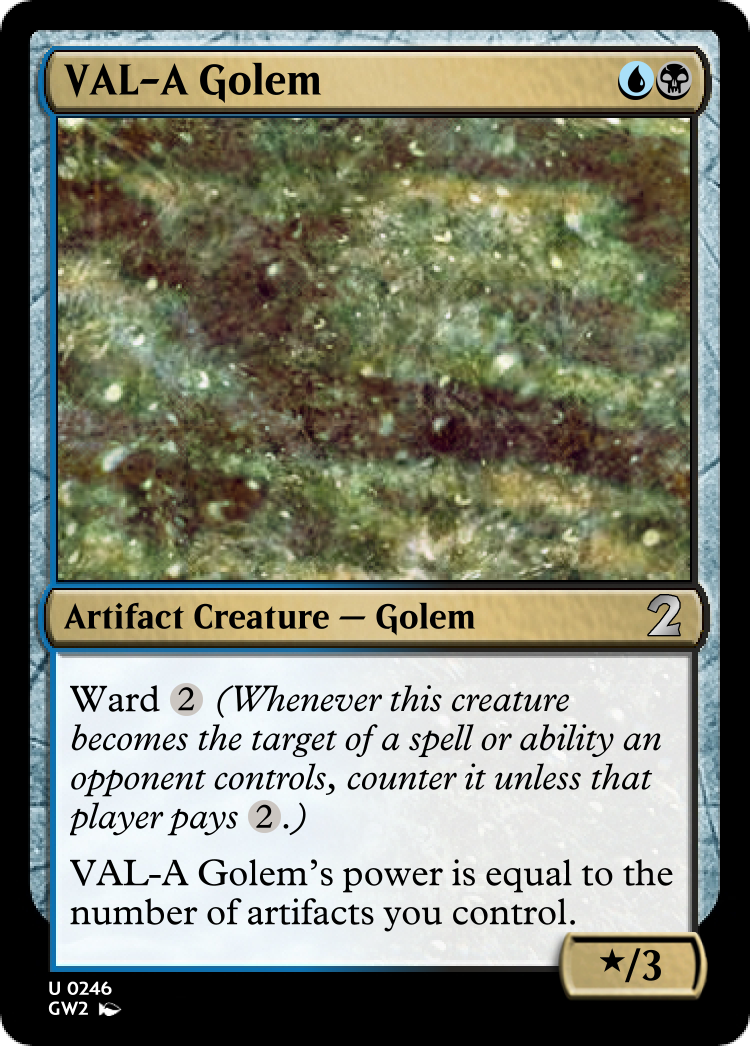 VAL-A Golem
Artifact Creature — Golem
2
Ward 2 (Whenever this creature
becomes the target of a spell or ability an
opponent controls, counter it unless that
player pays 2.)
VAL-A Golem's power is equal to the
number of artifacts you control.
★/3
U 0246
GW2